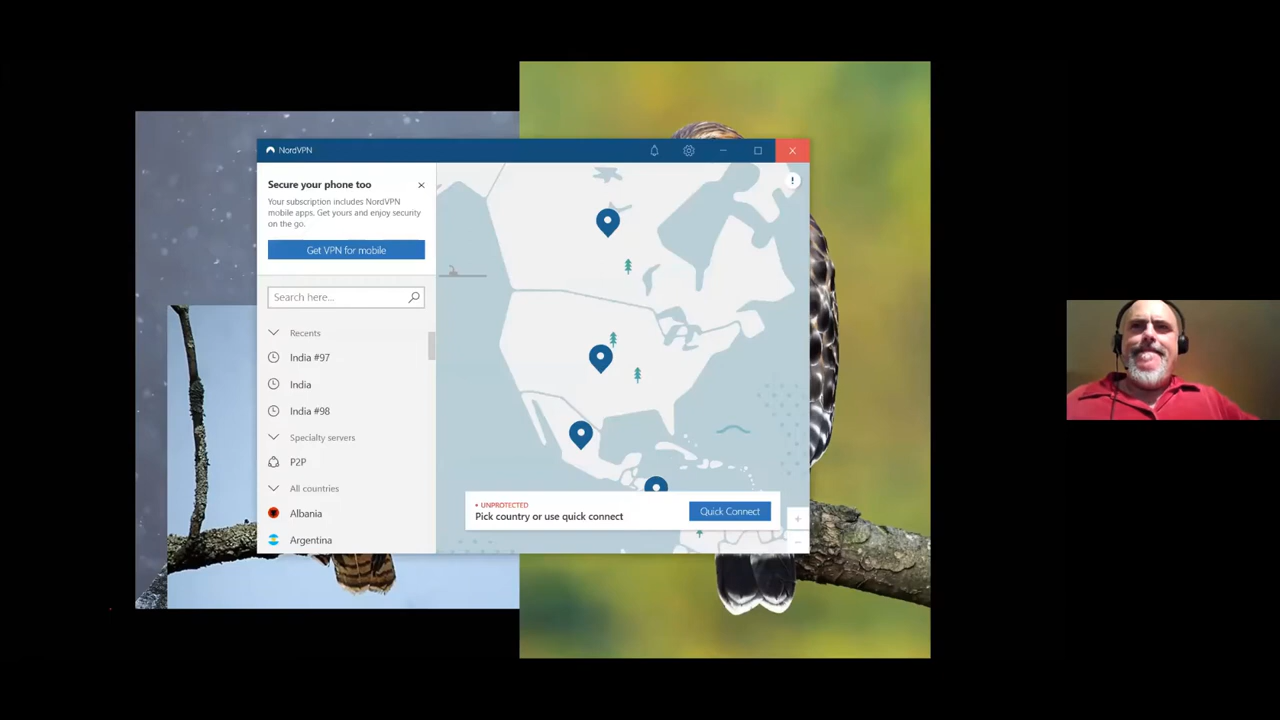 NordVPN
Secure your phone too
Your subscription includes NordVPN
mobile apps. Get yours and enjoy security
on the go.
Get VPN for mobile
Search here...
Recents
India #97
India
India #98
Specialty servers
P2P
All countries
Albania
Argentina
UNPROTECTED
Pick country or use quick connect
Quick Connect